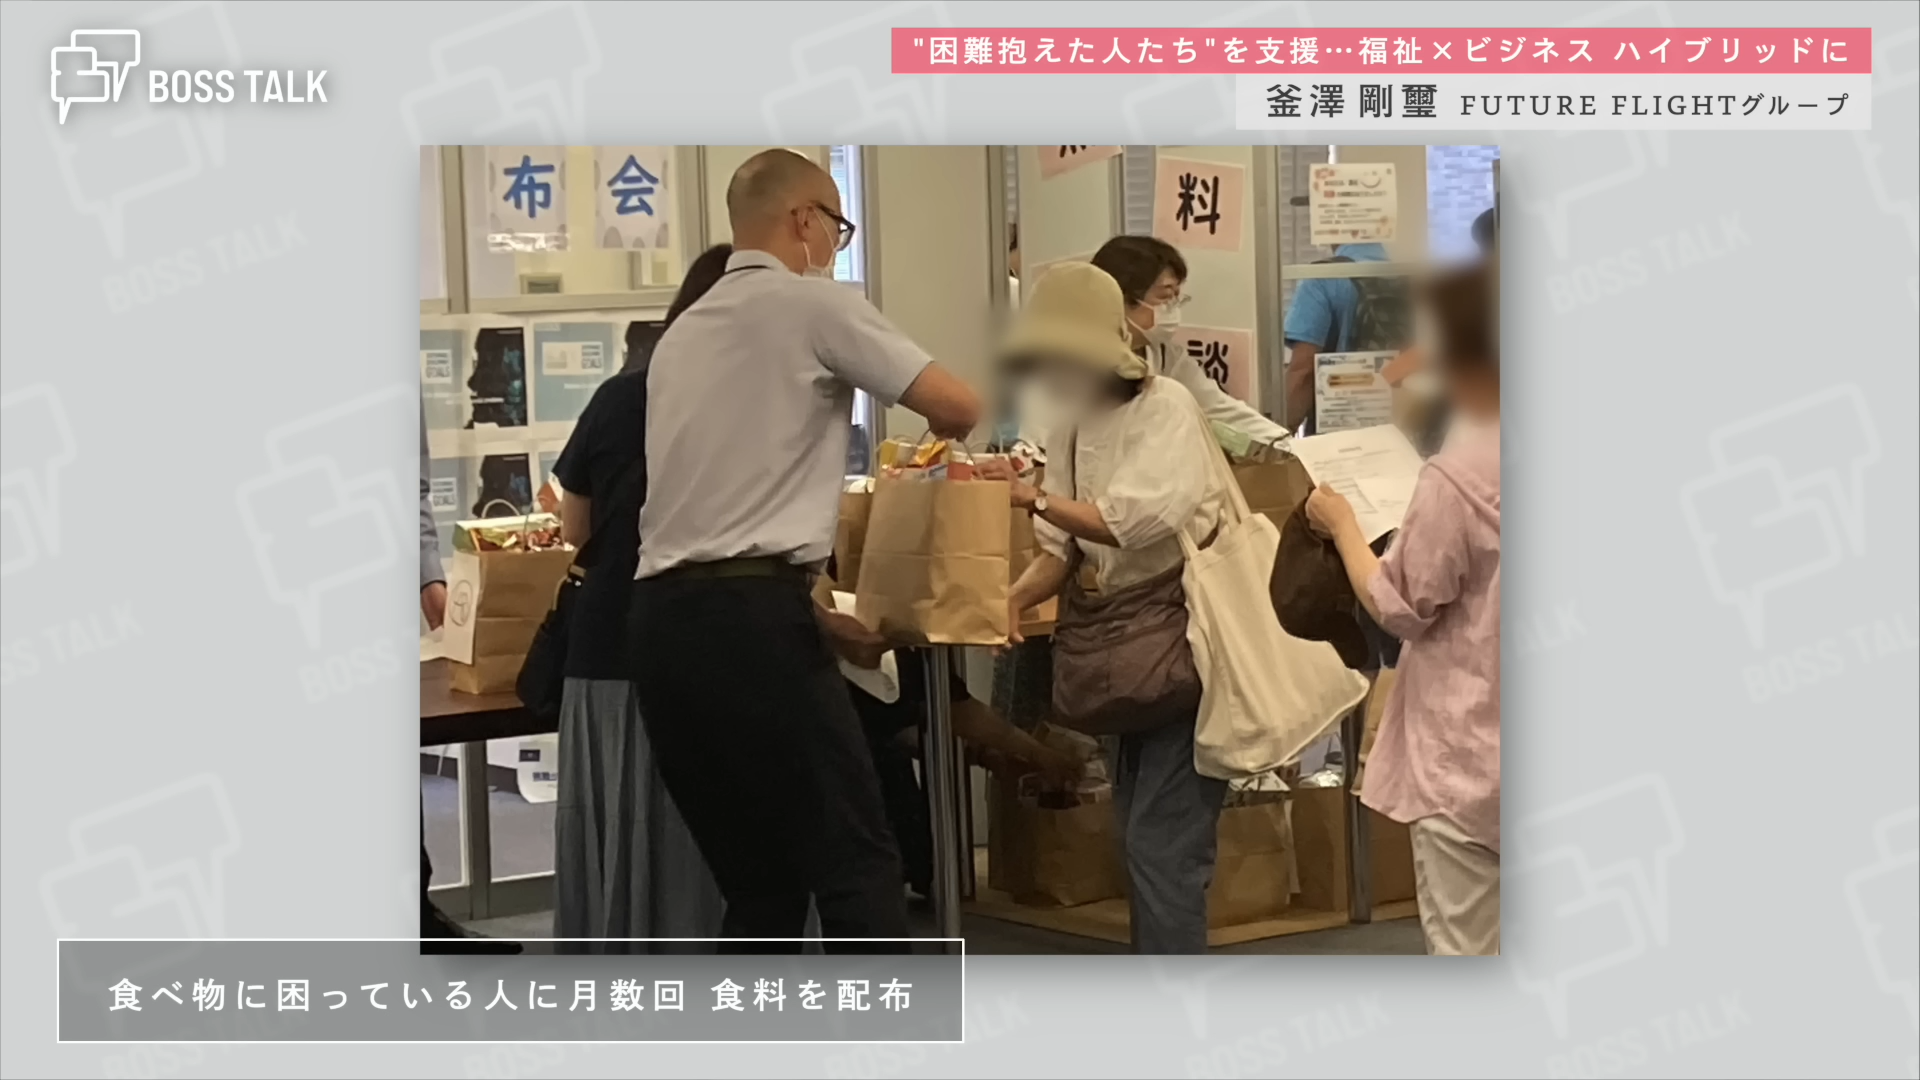 BOSS TALK
"困難抱えた人たち"を支援…福祉×ビジネス ハイブリッドに
釜澤 剛璽 FUTURE FLIGHTグループ
布会
料
談
GOALS
GOALS
食べ物に困っている人に月数回 食料を配布